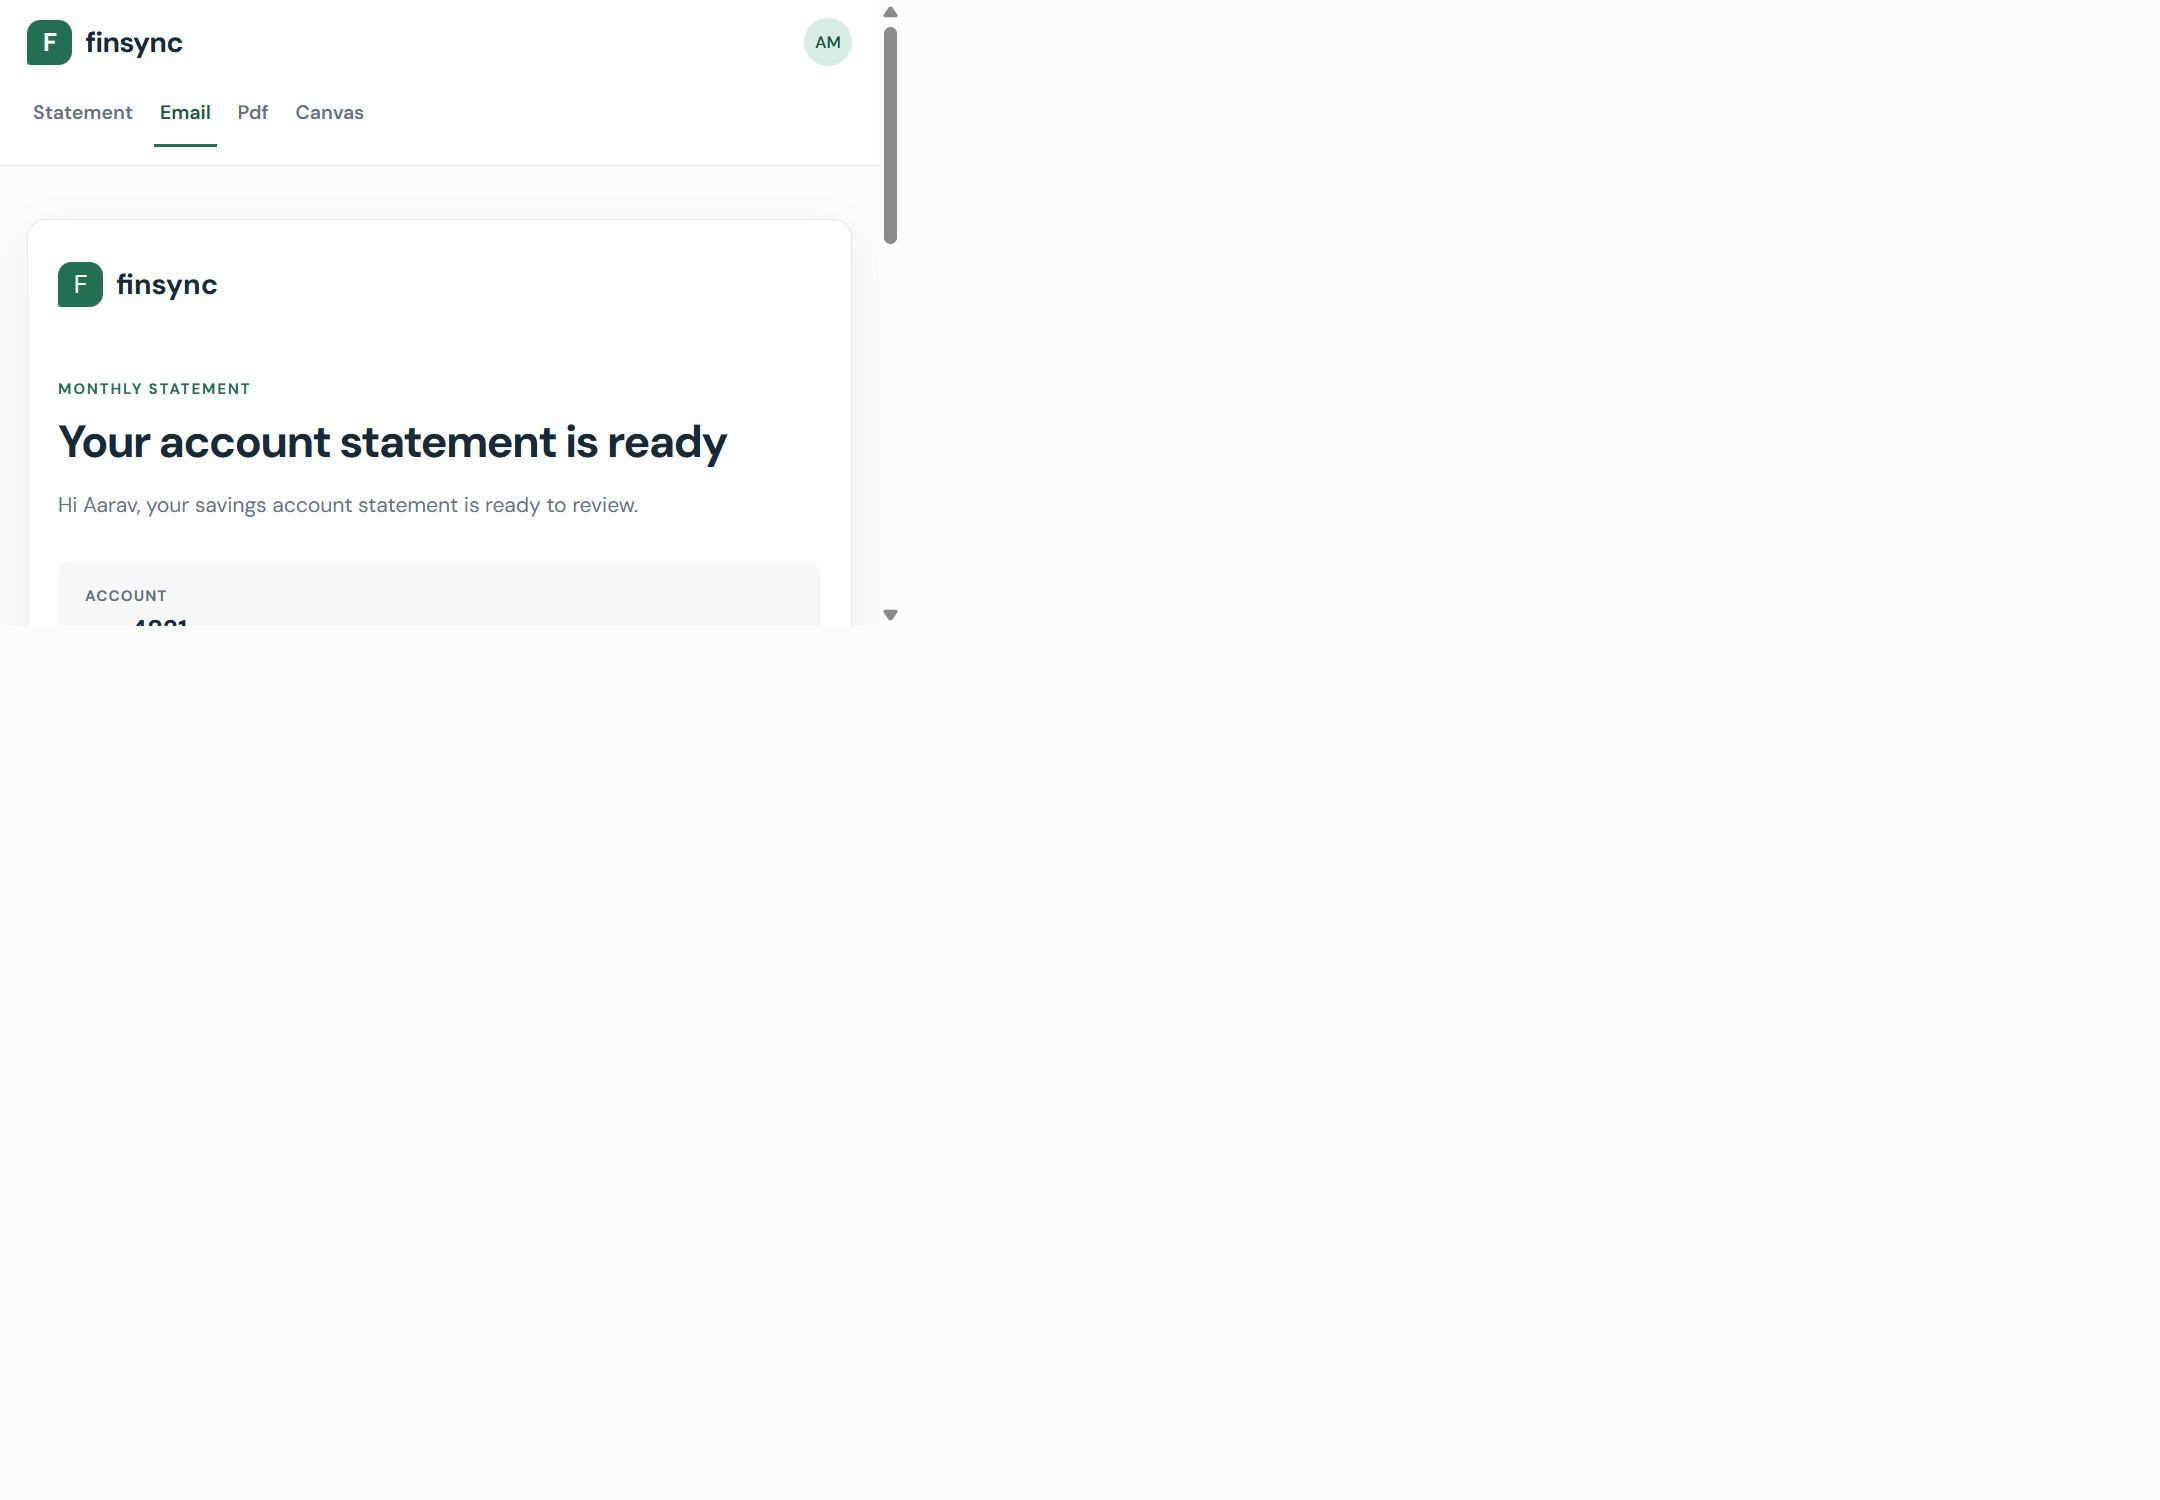 F finsync
AM
Statement Email Pdf Canvas
F finsync
MONTHLY STATEMENT
Your account statement is ready
Hi Aarav, your savings account statement is ready to review.
ACCOUNT